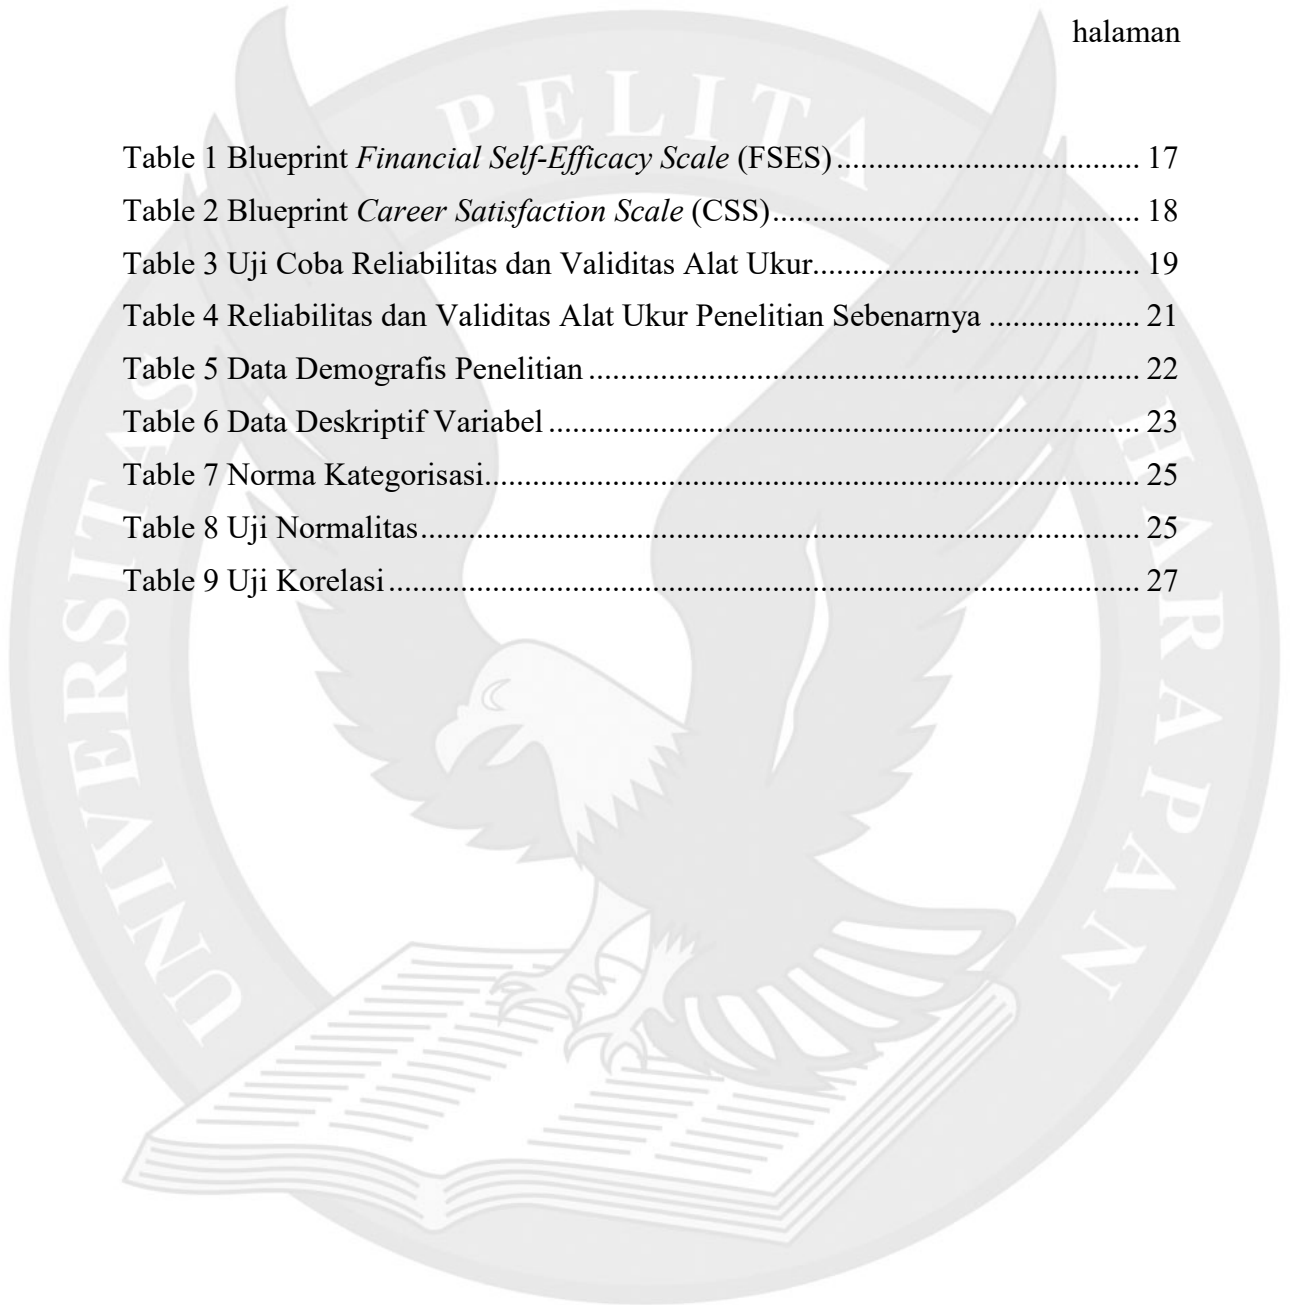 halaman
Table 1 Blueprint Financial Self-Efficacy Scale (FSES) ................................... 17
Table 2 Blueprint Career Satisfaction Scale (CSS) ............................................ 18
Table 3 Uji Coba Reliabilitas dan Validitas Alat Ukur ....................................... 19
Table 4 Reliabilitas dan Validitas Alat Ukur Penelitian Sebenarnya .................. 21
Table 5 Data Demografis Penelitian ................................................................. 22
Table 6 Data Deskriptif Variabel ...................................................................... 23
Table 7 Norma Kategorisasi ............................................................................. 25
Table 8 Uji Normalitas ..................................................................................... 25
Table 9 Uji Korelasi ......................................................................................... 27
UNIVERSITAS PELITA HARAPAN